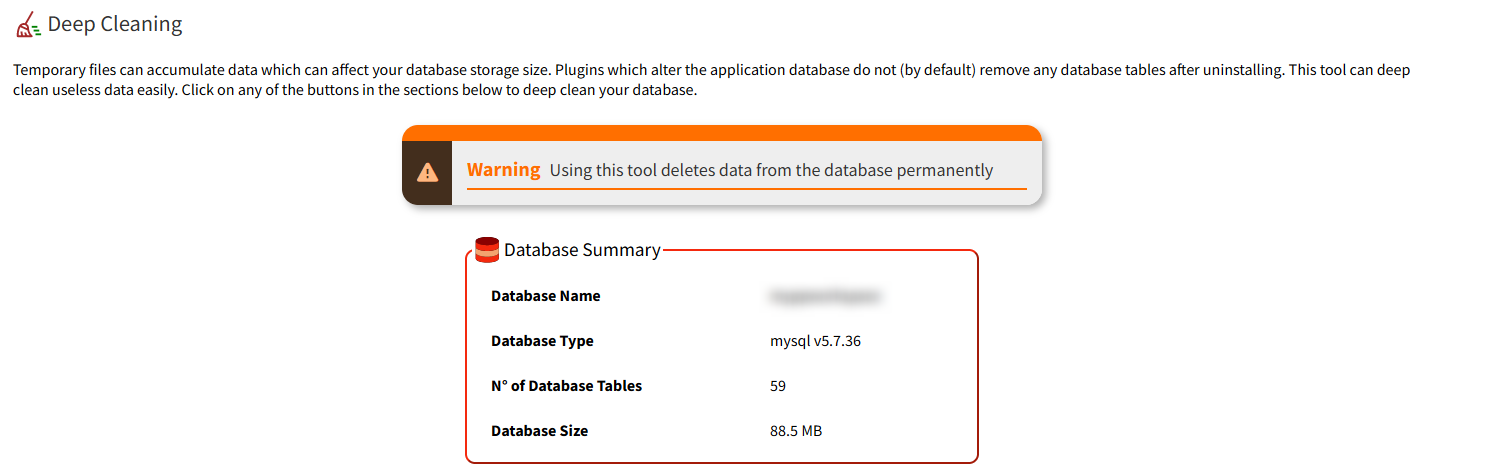 Deep Cleaning
Temporary files can accumulate data which can affect your database storage size. Plugins which alter the application database do not (by default) remove any database tables after uninstalling. This tool can deep
clean useless data easily. Click on any of the buttons in the sections below to deep clean your database.
Warning Using this tool deletes data from the database permanently
Database Summary
Database Name
Database Type mysql v5.7.36
N° of Database Tables 59
Database Size 88.5 MB